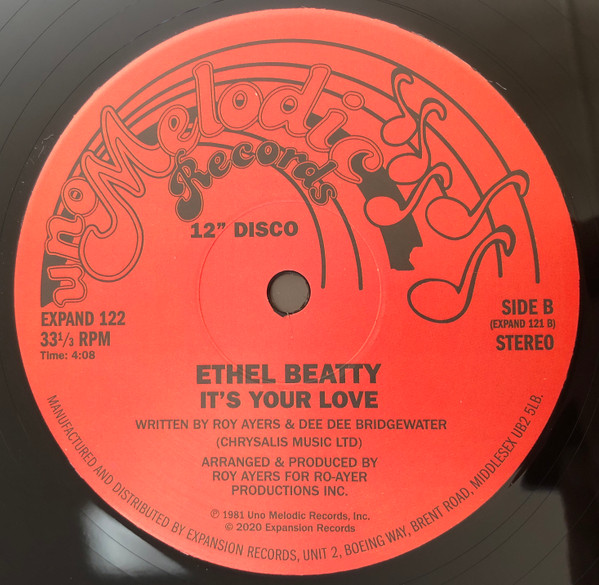 uno Melodic
Records
12" DISCO
EXPAND 122
33⅓ RPM
Time: 4:08
SIDE B
(EXPAND 121 B)
STEREO
ETHEL BEATTY
IT'S YOUR LOVE
WRITTEN BY ROY AYERS & DEE DEE BRIDGEWATER
(CHRYSALIS MUSIC LTD)
ARRANGED & PRODUCED BY
ROY AYERS FOR RO-AYER
PRODUCTIONS INC.
℗ 1981 Uno Melodic Records, Inc.
© 2020 Expansion Records
MANUFACTURED AND DISTRIBUTED BY EXPANSION RECORDS, UNIT 2, BOEING WAY, BRENT ROAD, MIDDLESEX UB2 5LB.